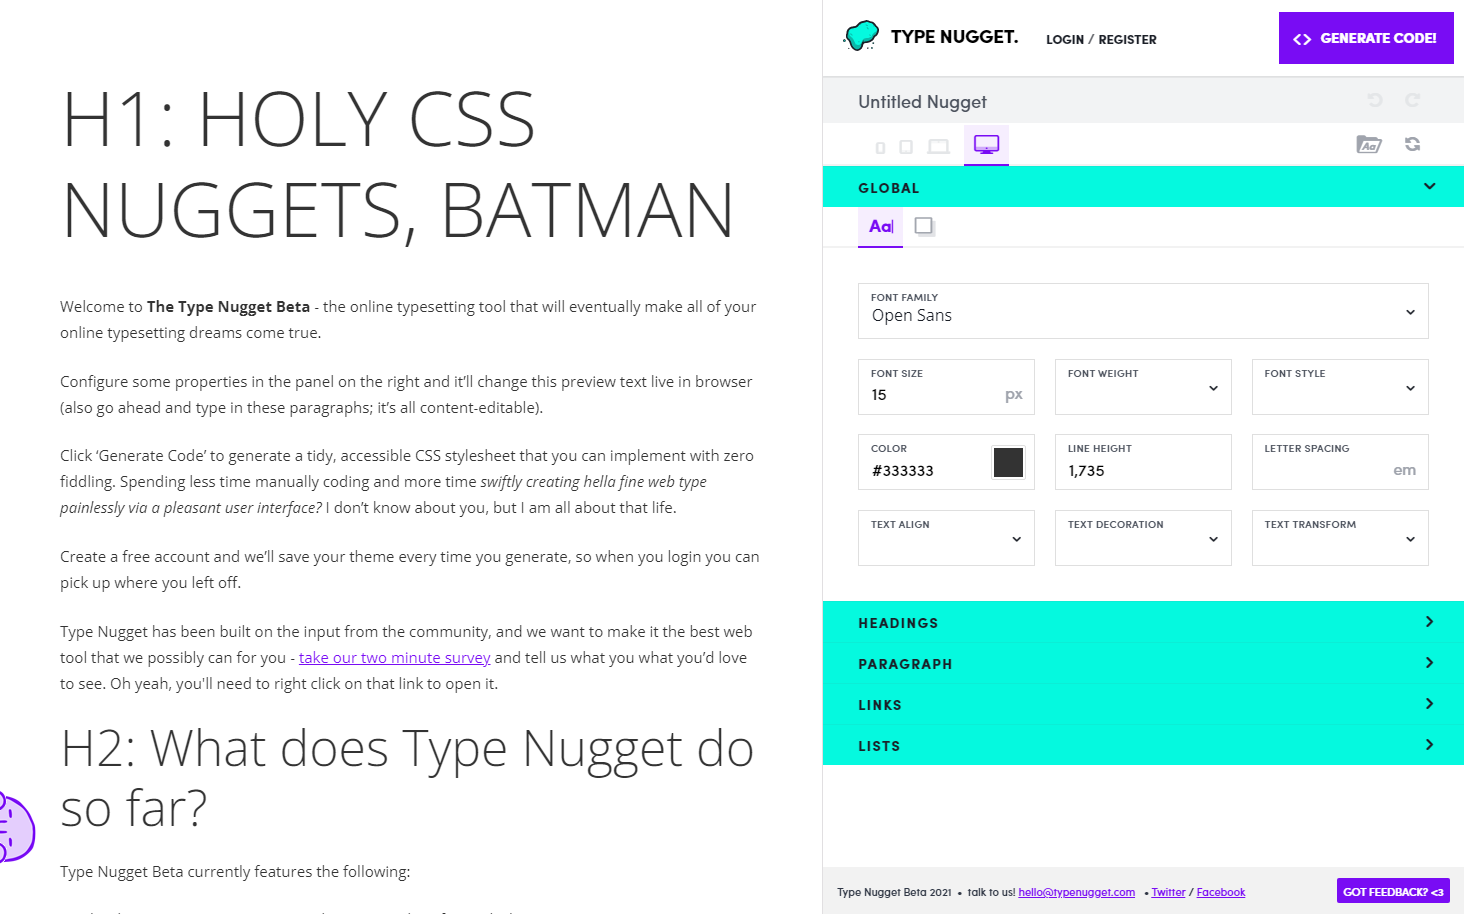 H1: HOLY CSS
NUGGETS, BATMAN
Welcome to The Type Nugget Beta - the online typesetting tool that will eventually make all of your
online typesetting dreams come true.
Configure some properties in the panel on the right and it’ll change this preview text live in browser
(also go ahead and type in these paragraphs; it’s all content-editable).
Click ‘Generate Code’ to generate a tidy, accessible CSS stylesheet that you can implement with zero
fiddling. Spending less time manually coding and more time swiftly creating hella fine web type
painlessly via a pleasant user interface? I don’t know about you, but I am all about that life.
Create a free account and we’ll save your theme every time you generate, so when you login you can
pick up where you left off.
Type Nugget has been built on the input from the community, and we want to make it the best web
tool that we possibly can for you - take our two minute survey and tell us what you what you’d love
to see. Oh yeah, you'll need to right click on that link to open it.
H2: What does Type Nugget do
so far?
Type Nugget Beta currently features the following:
TYPE NUGGET.
LOGIN / REGISTER
<> GENERATE CODE!
Untitled Nugget
Aa
GLOBAL
Aa
FONT FAMILY
Open Sans
FONT SIZE
15 px
FONT WEIGHT
FONT STYLE
COLOR
#333333
LINE HEIGHT
1,735
LETTER SPACING
em
TEXT ALIGN
TEXT DECORATION
TEXT TRANSFORM
HEADINGS
PARAGRAPH
LINKS
LISTS
Type Nugget Beta 2021 • talk to us! hello@typenugget.com • Twitter / Facebook
GOT FEEDBACK? <3